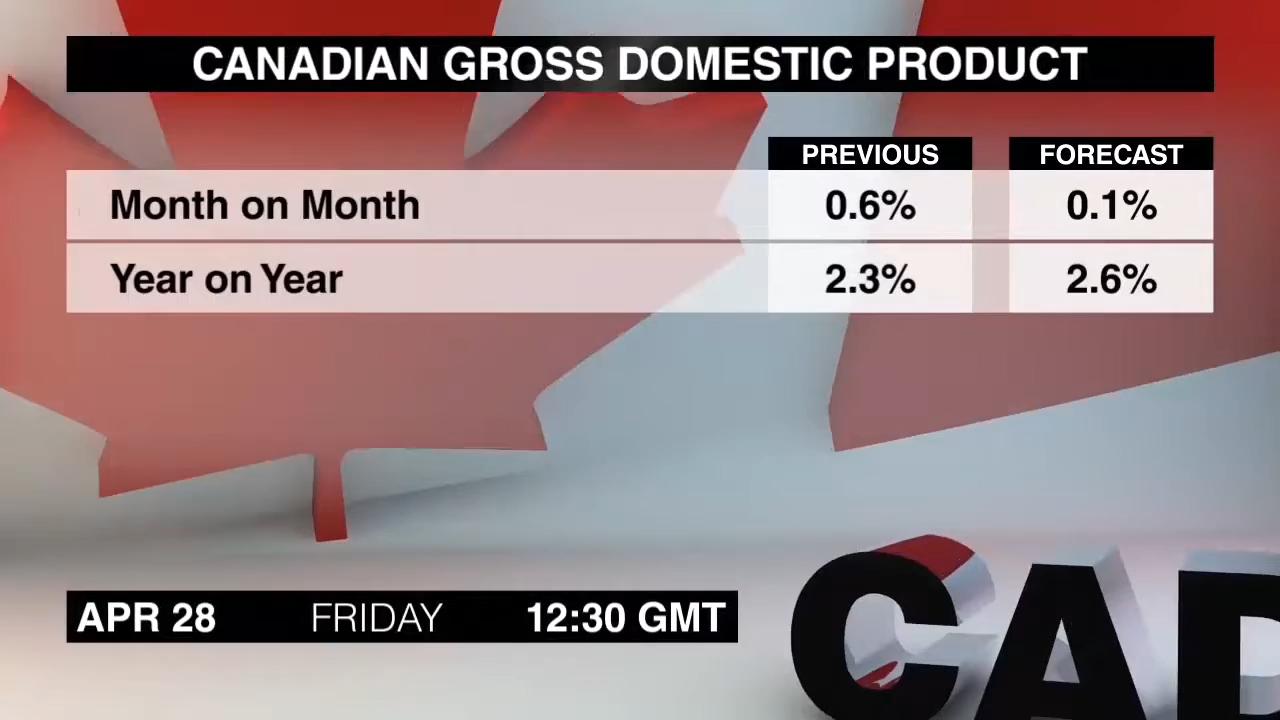 CANADIAN GROSS DOMESTIC PRODUCT
PREVIOUS FORECAST
Month on Month 0.6% 0.1%
Year on Year 2.3% 2.6%
APR 28 FRIDAY 12:30 GMT
CAD